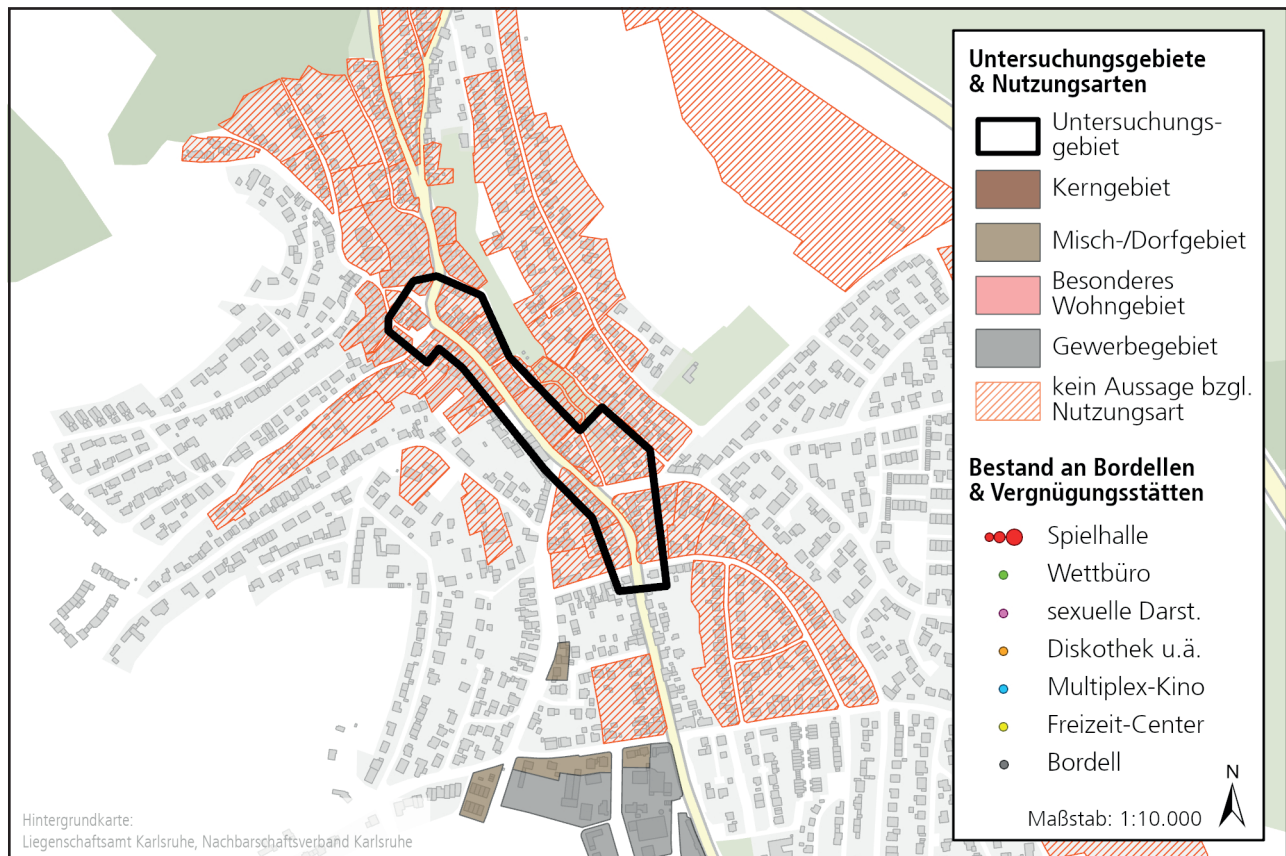 Untersuchungsgebiete
& Nutzungsarten
Untersuchungs-
gebiet
Kerngebiet
Misch-/Dorfgebiet
Besonderes
Wohngebiet
Gewerbegebiet
kein Aussage bzgl.
Nutzungsart
Bestand an Bordellen
& Vergnügungsstätten
Spielhalle
Wettbüro
sexuelle Darst.
Diskothek u.ä.
Multiplex-Kino
Freizeit-Center
Bordell
N
Maßstab: 1:10.000
Hintergrundkarte:
Liegenschaftsamt Karlsruhe, Nachbarschaftsverband Karlsruhe